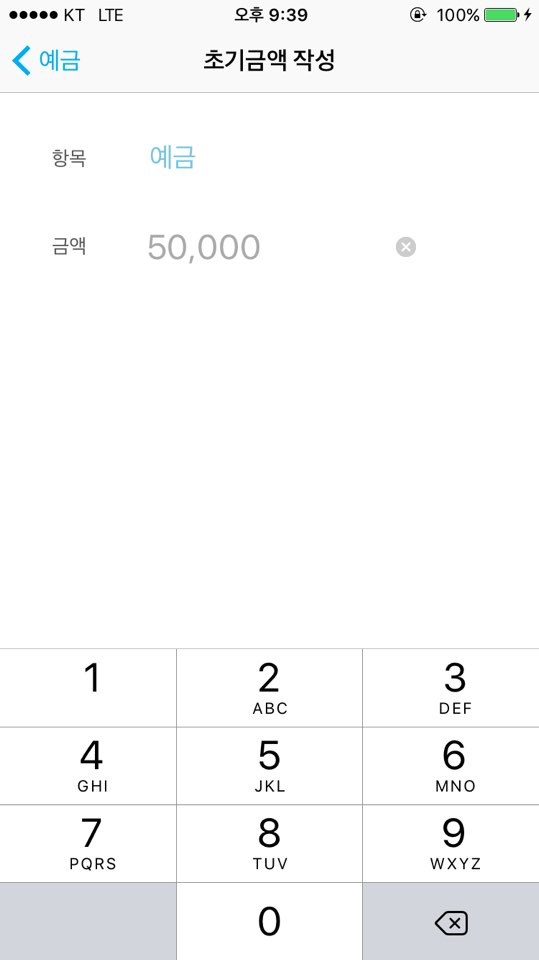 KT LTE 오후 9:39 100%
예금 초기금액 작성
항목 예금
금액 50,000
1 2 3
ABC DEF
4 5 6
GHI JKL MNO
7 8 9
PQRS TUV WXYZ
0